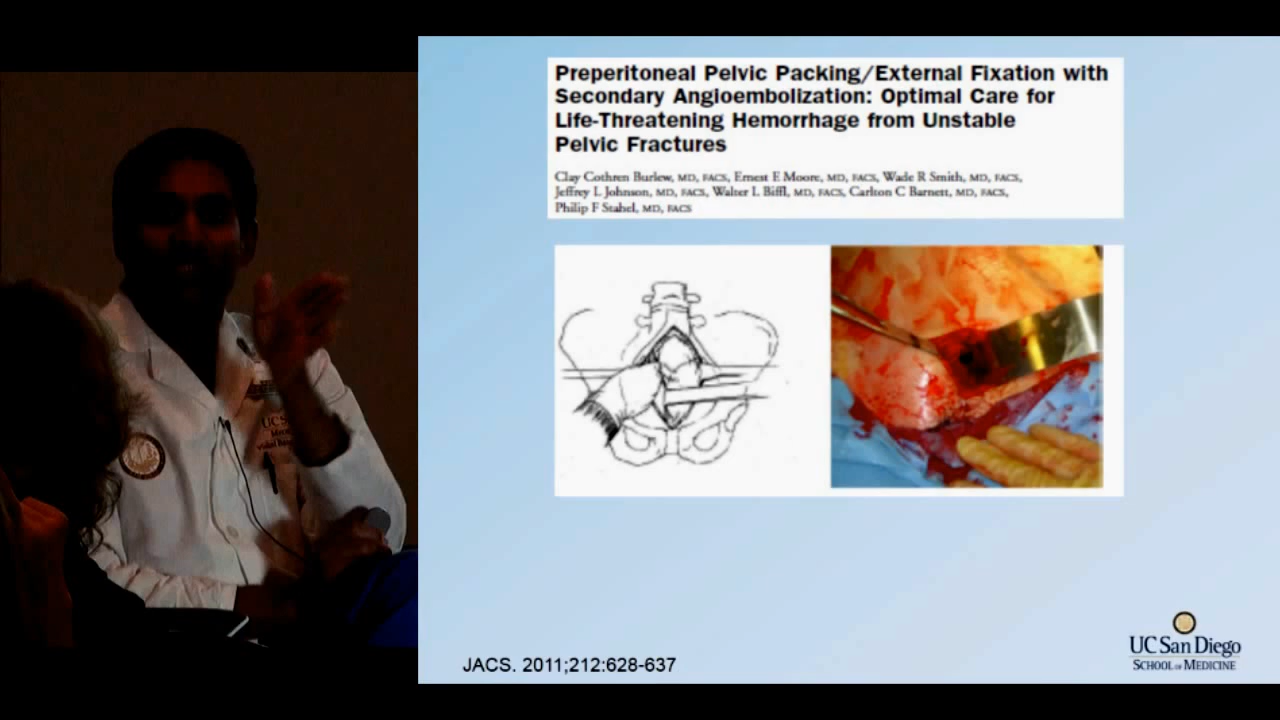 Preperitoneal Pelvic Packing/External Fixation with
Secondary Angioembolization: Optimal Care for
Life-Threatening Hemorrhage from Unstable
Pelvic Fractures
Clay Cothren Burlew, MD, FACS, Ernest E Moore, MD, FACS, Wade R Smith, MD, FACS,
Jeffrey L Johnson, MD, FACS, Walter L Biffl, MD, FACS, Carlton C Barnett, MD, FACS,
Philip F Stahel, MD, FACS
JACS. 2011;212:628-637
UC San Diego
SCHOOL OF MEDICINE